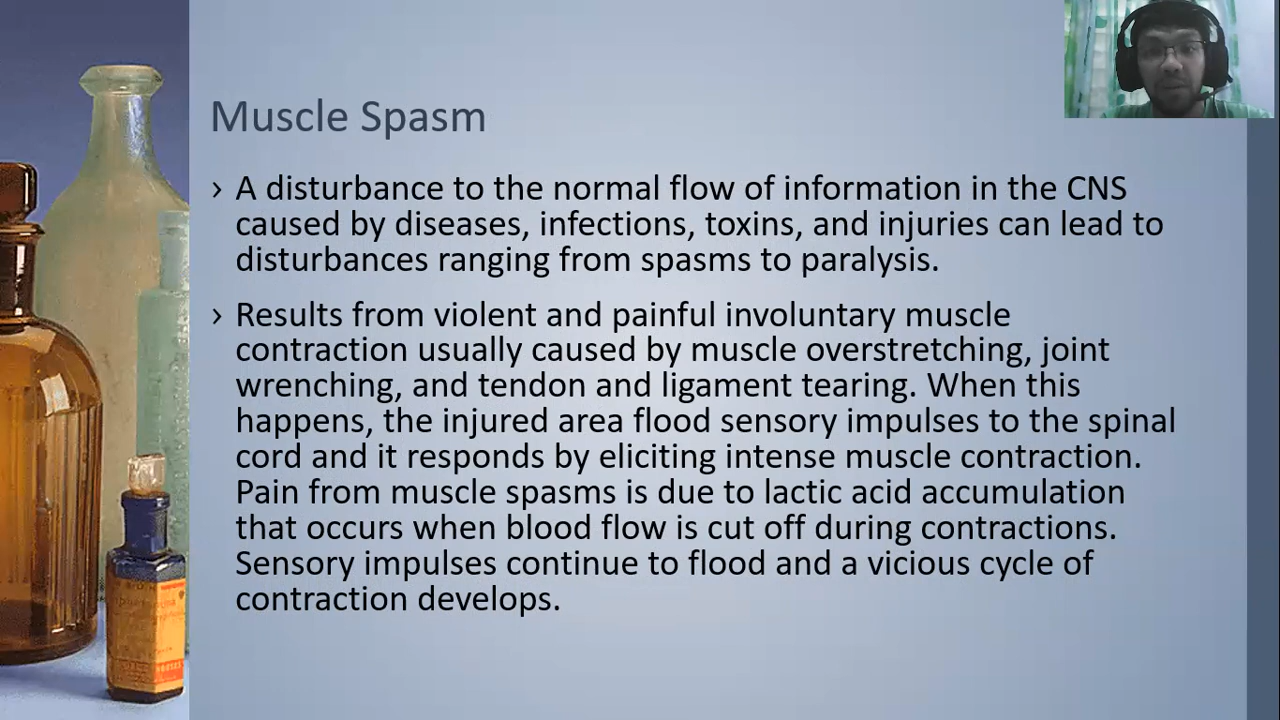 Muscle Spasm
› A disturbance to the normal flow of information in the CNS
caused by diseases, infections, toxins, and injuries can lead to
disturbances ranging from spasms to paralysis.
› Results from violent and painful involuntary muscle
contraction usually caused by muscle overstretching, joint
wrenching, and tendon and ligament tearing. When this
happens, the injured area flood sensory impulses to the spinal
cord and it responds by eliciting intense muscle contraction.
Pain from muscle spasms is due to lactic acid accumulation
that occurs when blood flow is cut off during contractions.
Sensory impulses continue to flood and a vicious cycle of
contraction develops.